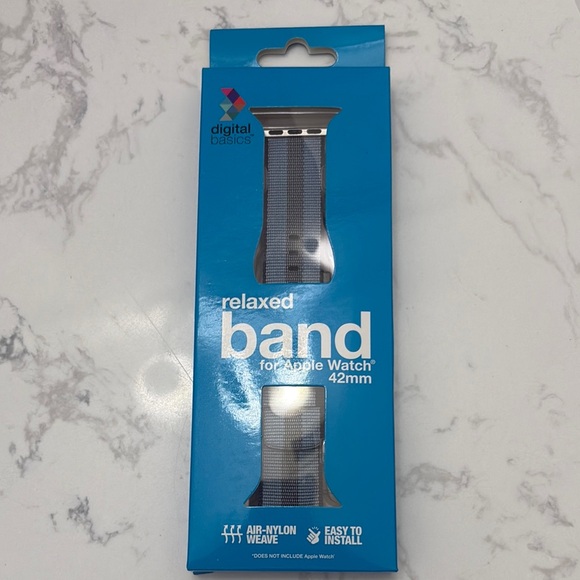 digital
basics®
relaxed
band
for Apple Watch®
42mm
AIR-NYLON
WEAVE
EASY TO
INSTALL
*DOES NOT INCLUDE Apple Watch®